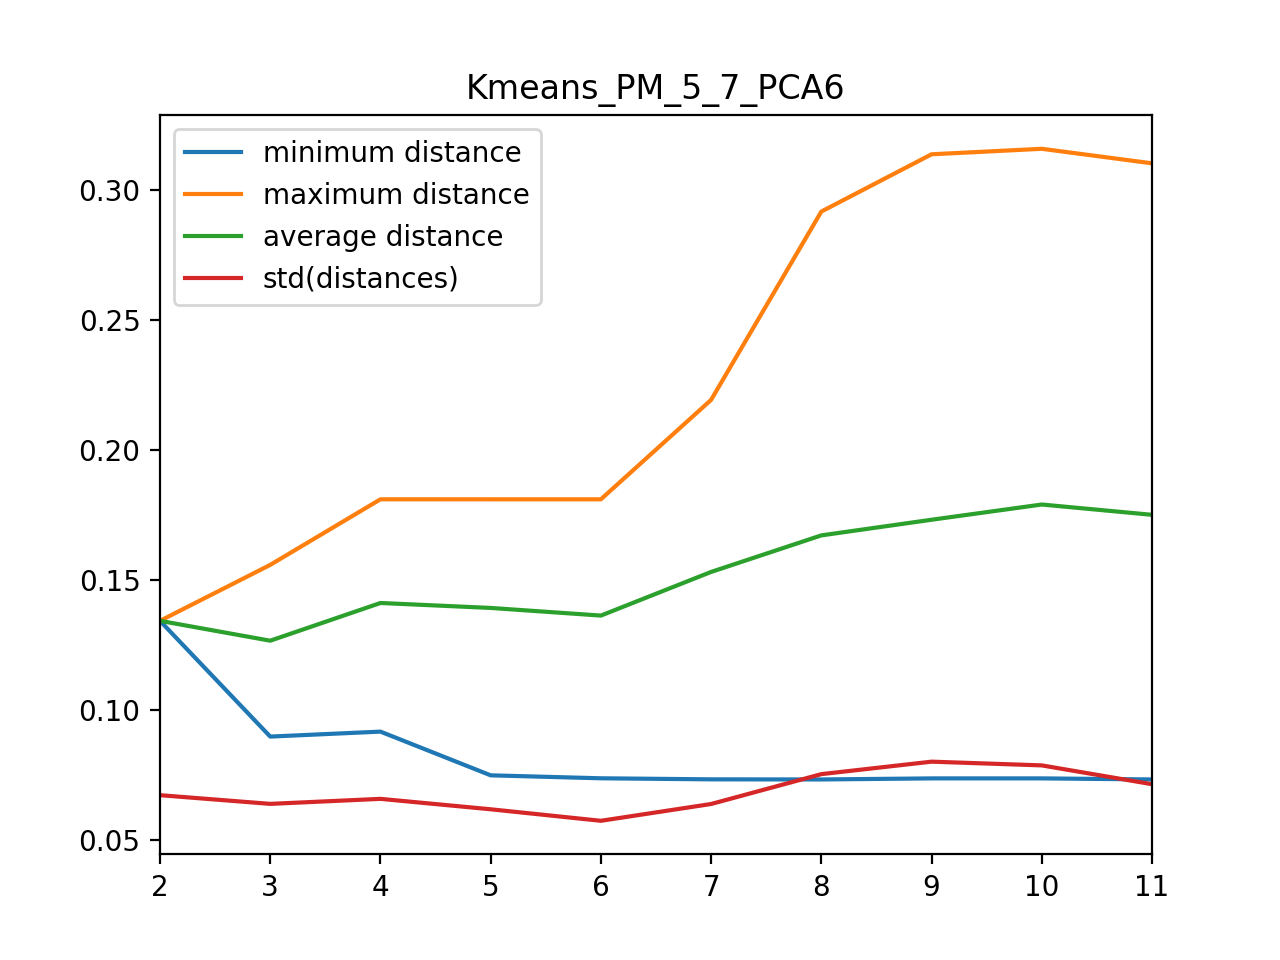 Kmeans_PM_5_7_PCA6
minimum distance
maximum distance
average distance
std(distances)
0.30
0.25
0.20
0.15
0.10
0.05
2 3 4 5 6 7 8 9 10 11